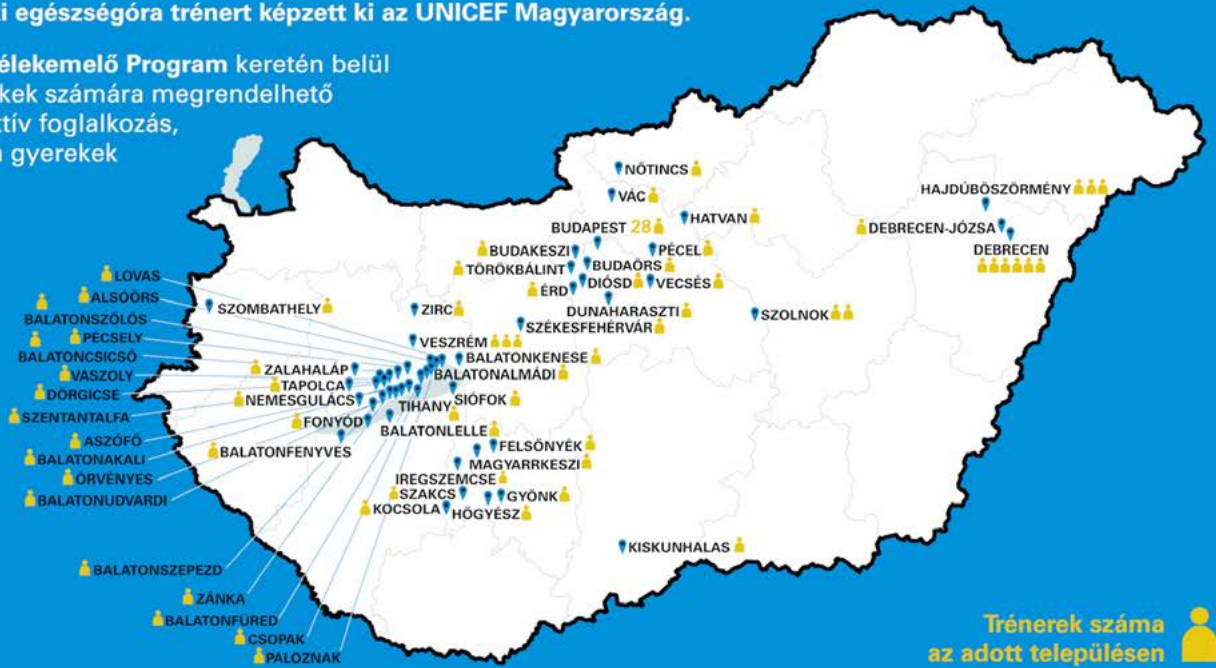 ki egészségóra trénert képzett ki az UNICEF Magyarország.
élekemelő Program keretén belül
kek számára megrendelhető
ktív foglalkozás,
gyerekek
NŐTINCS
VÁC
HATVAN
HAJDÚBÖSZÖRMÉNY
DEBRECEN-JÓZSA
DEBRECEN
BUDAPEST 28
BUDAKESZI
PÉCEL
TÖRÖKBÁLINT
BUDAÖRS
ÉRD
DIÓSD
VECSÉS
DUNAHARASZTI
SZOLNOK
SZÉKESFEHÉRVÁR
LOVAS
ALSÓÖRS
SZOMBATHELY
ZIRC
BALATONSZŐLŐS
PÉCSELY
VESZRÉM
BALATONCSICSÓ
BALATONKENESE
VÁSZOLY
ZALAHALÁP
BALATONALMÁDI
DÖRGICSE
TAPOLCA
NEMESGULÁCS
TIHANY
SIÓFOK
SZENTANTALFA
FONYÓD
BALATONLELLE
ASZÓFŐ
BALATONFENYVES
FELSŐNYÉK
BALATONAKALI
MAGYARRKESZI
ÖRVÉNYES
IREGSZEMCSE
BALATONUDVARDI
SZAKCS
GYÖNK
KOCSOLA
HŐGYÉSZ
KISKUNHALAS
BALATONSZEPEZD
ZÁNKA
BALATONFÜRED
CSOPAK
PALOZNAK
Trénerek száma
az adott településen